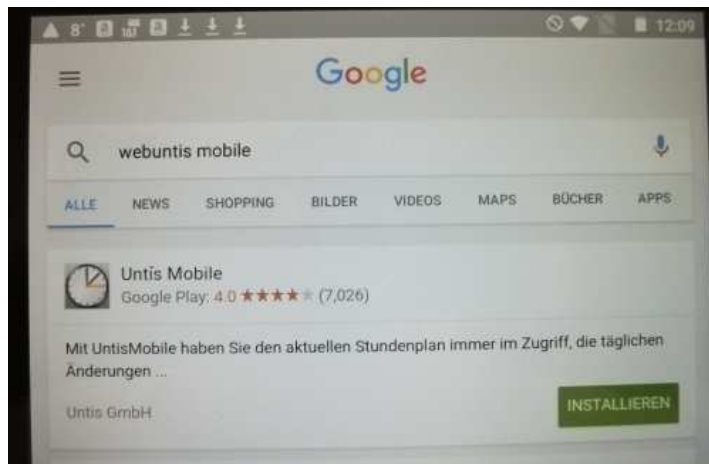 8° 12:09
Google
webuntis mobile
ALLE NEWS SHOPPING BILDER VIDEOS MAPS BÜCHER APPS
Untis Mobile
Google Play: 4.0 ★★★★★ (7,026)
Mit UntisMobile haben Sie den aktuellen Stundenplan immer im Zugriff, die täglichen
Änderungen ...
Untis GmbH
INSTALLIEREN